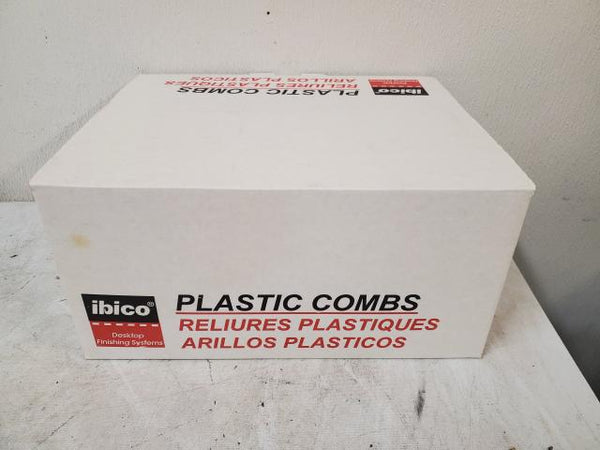 PLASTIC COMBS
RELIURES PLASTIQUES
ARILLOS PLASTICOS
ibico
ibico®
Desktop
Finishing Systems
PLASTIC COMBS
RELIURES PLASTIQUES
ARILLOS PLASTICOS